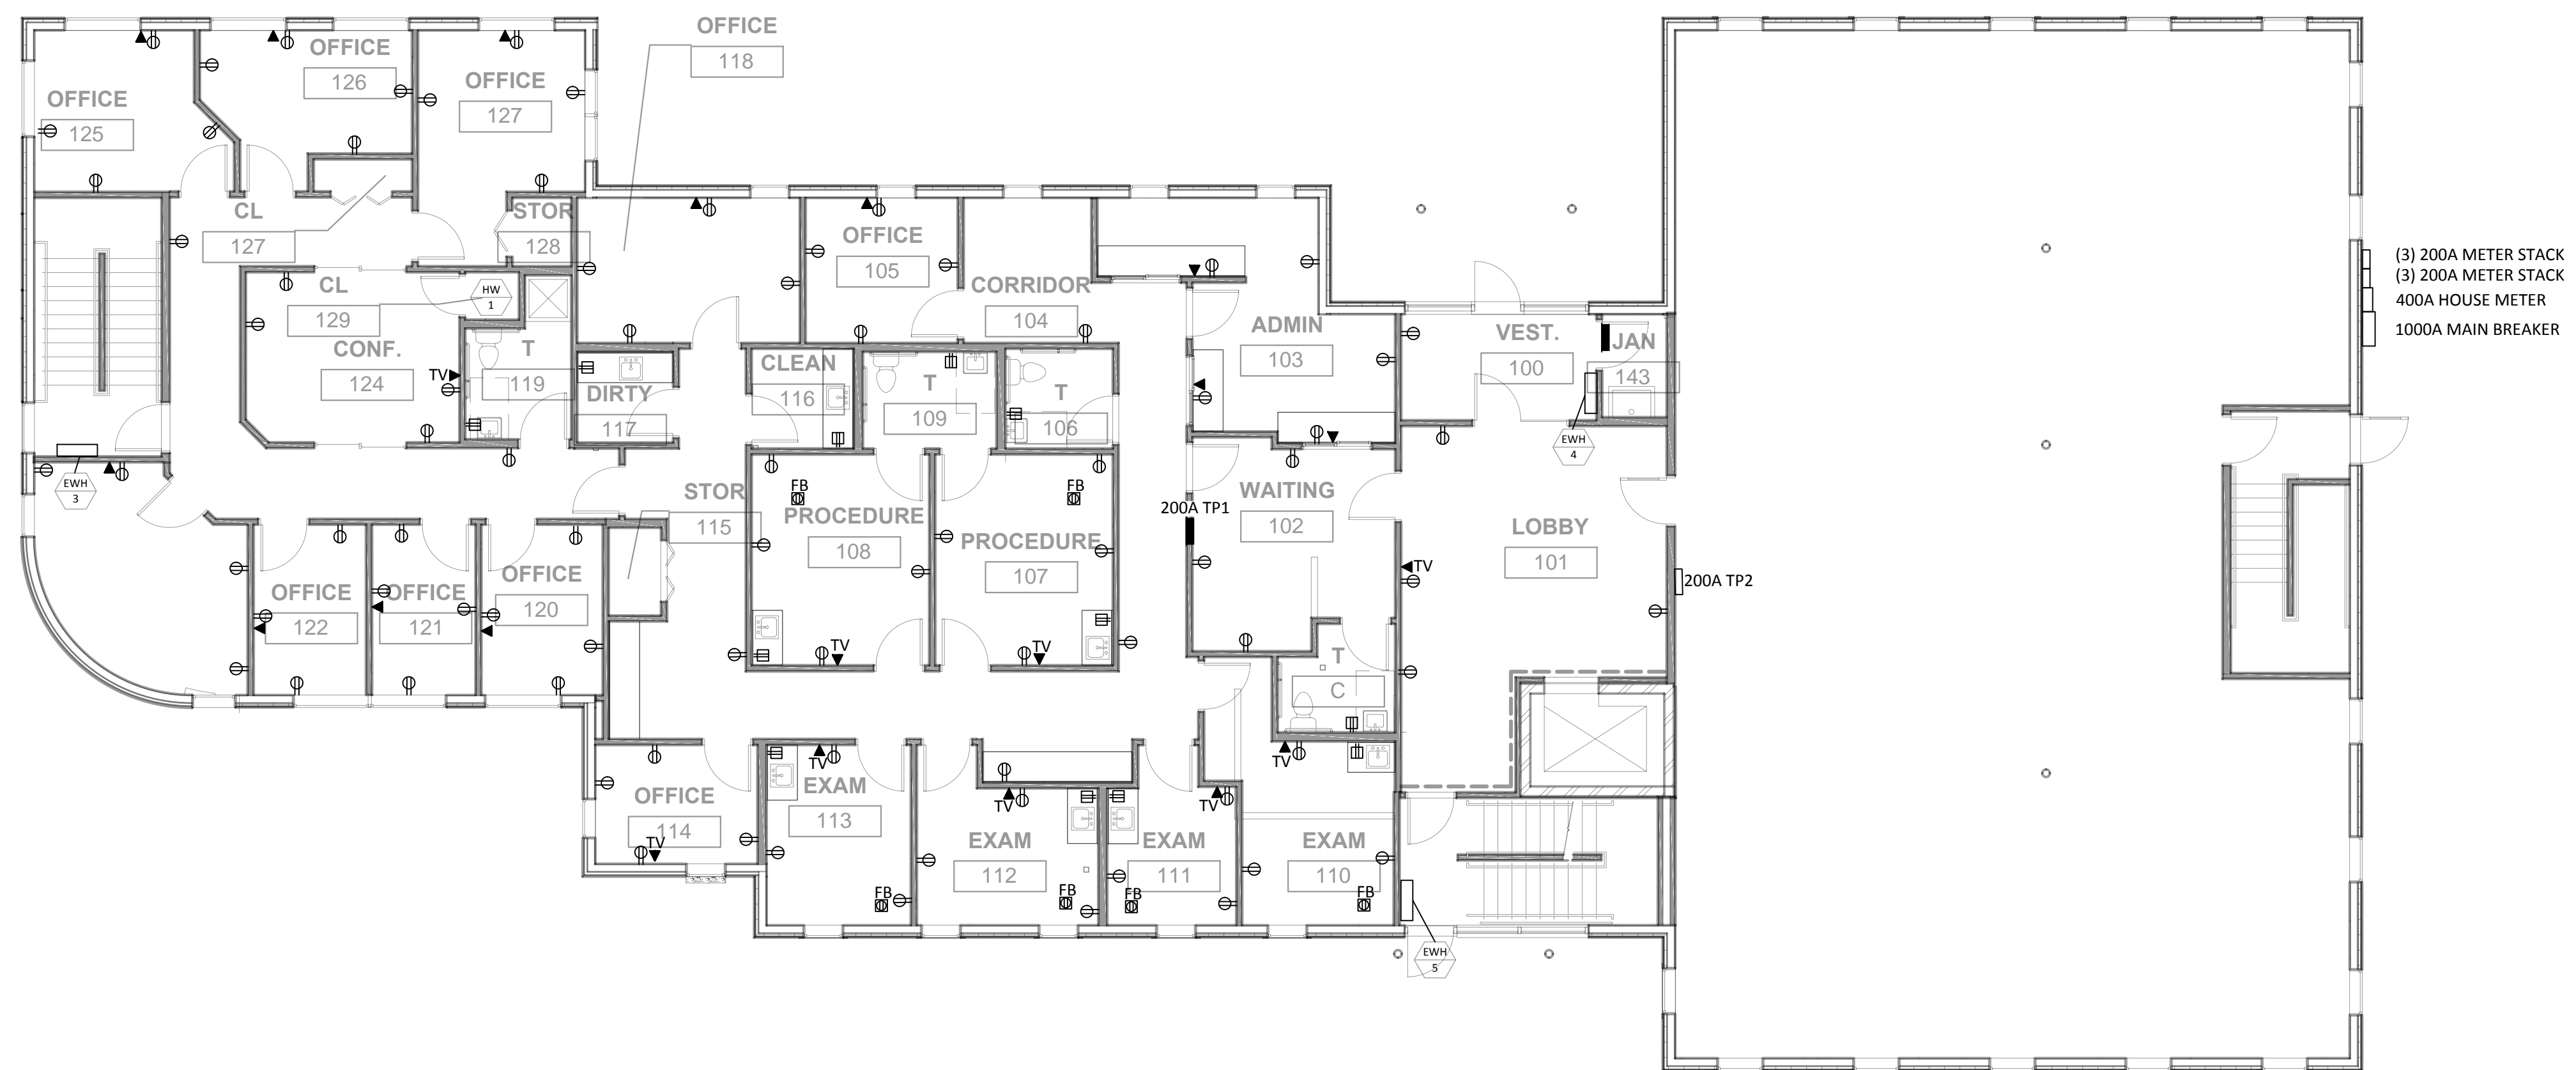 OFFICE
118
OFFICE
126
OFFICE
127
OFFICE
125
CL
127
STOR
128
OFFICE
105
CORRIDOR
104
(3) 200A METER STACK
(3) 200A METER STACK
400A HOUSE METER
1000A MAIN BREAKER
HW
1
CL
129
CONF.
124
TV
T
119
DIRTY
117
CLEAN
116
T
109
T
106
ADMIN
103
VEST.
100
JAN
143
EWH
4
EWH
3
STOR
115
FB
PROCEDURE
108
TV
FB
PROCEDURE
107
TV
200A TP1
WAITING
102
LOBBY
101
TV
200A TP2
OFFICE
122
OFFICE
121
OFFICE
120
T
C
OFFICE
114
TV
TV
EXAM
113
FB
TV
EXAM
112
FB
TV
EXAM
111
FB
TV
EXAM
110
FB
EWH
5